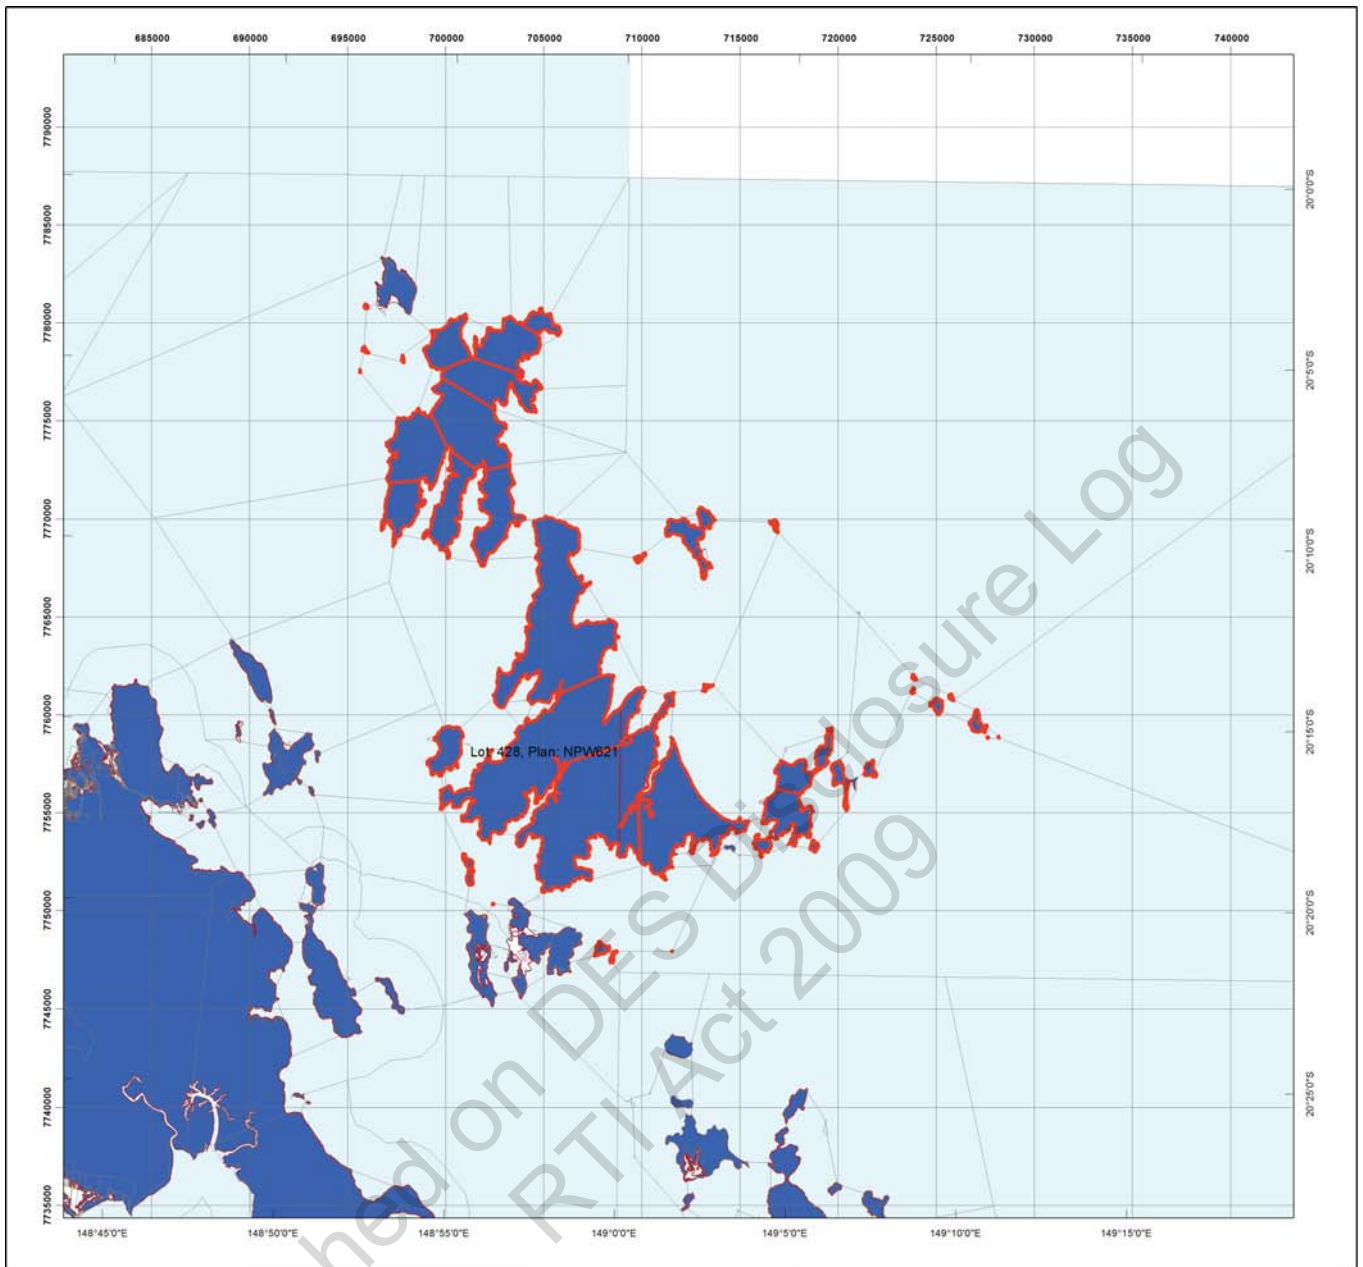 685000 690000 695000 700000 705000 710000 715000 720000 725000 730000 735000 740000
7790000
20°0'0"S
7785000
7780000
20°5'0"S
7775000
7770000
20°10'0"S
7765000
7760000
20°15'0"S
Lot: 428, Plan: NPW621
7755000
20°20'0"S
7750000
7745000
20°25'0"S
7740000
7735000
148°45'0"E 148°50'0"E 148°55'0"E 149°0'0"E 149°5'0"E 149°10'0"E 149°15'0"E
hed on DES Disclosure Log
RTI Act 2009